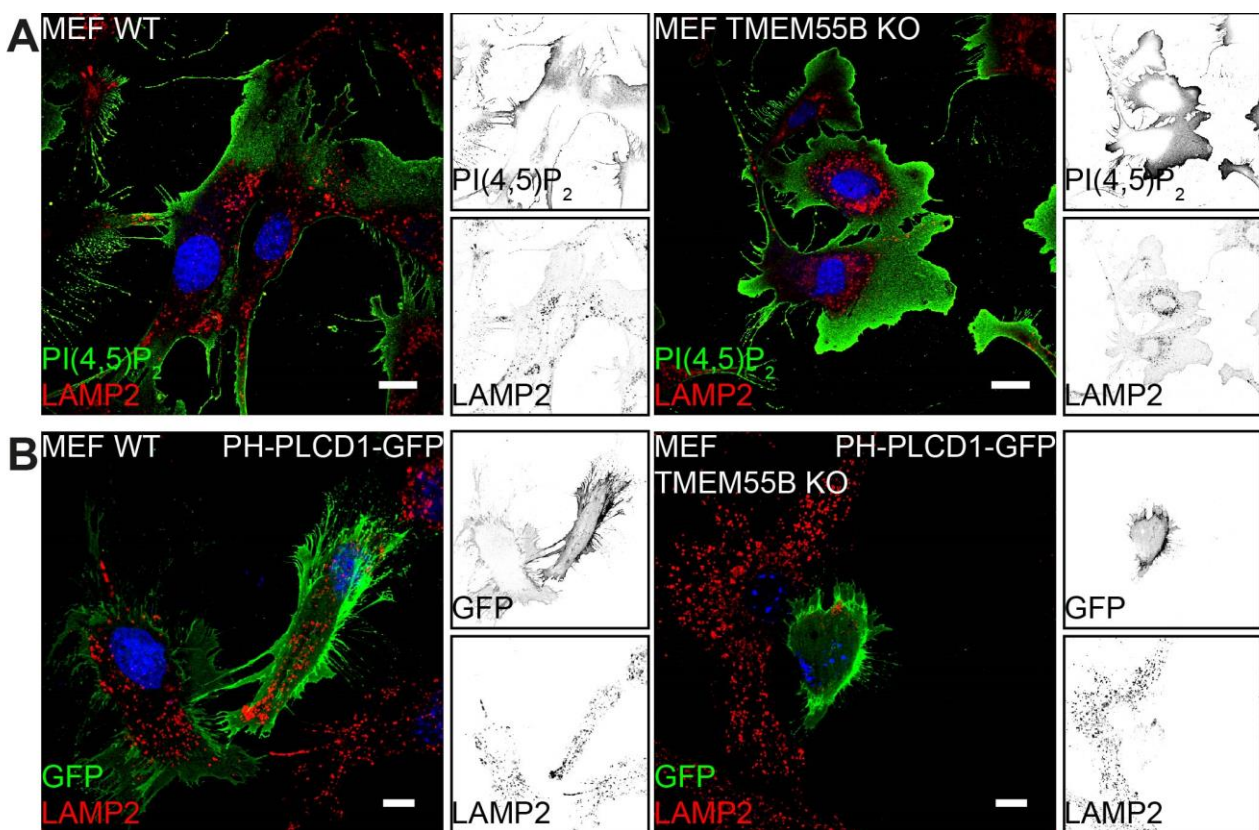 A
MEF WT
PI(4,5)P₂
LAMP2
PI(4,5)P₂
LAMP2
MEF TMEM55B KO
PI(4,5)P₂
LAMP2
PI(4,5)P₂
LAMP2
B
MEF WT PH-PLCD1-GFP
GFP
LAMP2
GFP
LAMP2
MEF PH-PLCD1-GFP
TMEM55B KO
GFP
LAMP2
GFP
LAMP2